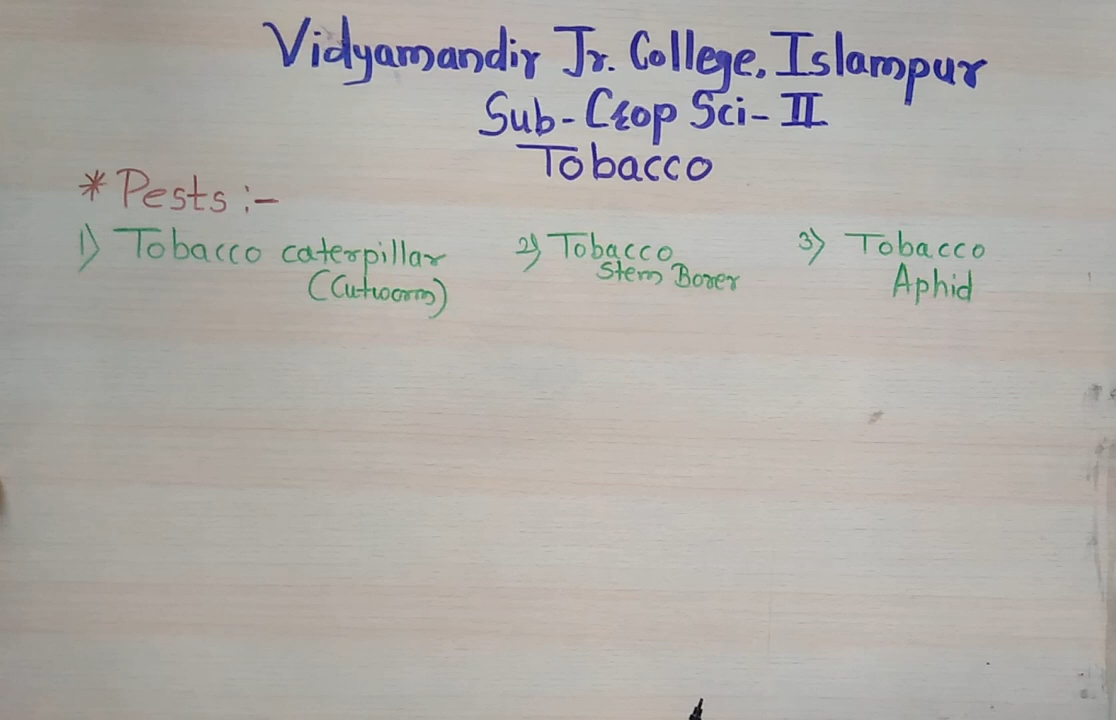 Vidyamandir Jr. College, Islampur
Sub- Crop Sci- II
Tobacco
* Pests :-
1) Tobacco caterpillar
(Cutworm)
2) Tobacco
Stem Borer
3) Tobacco
Aphid